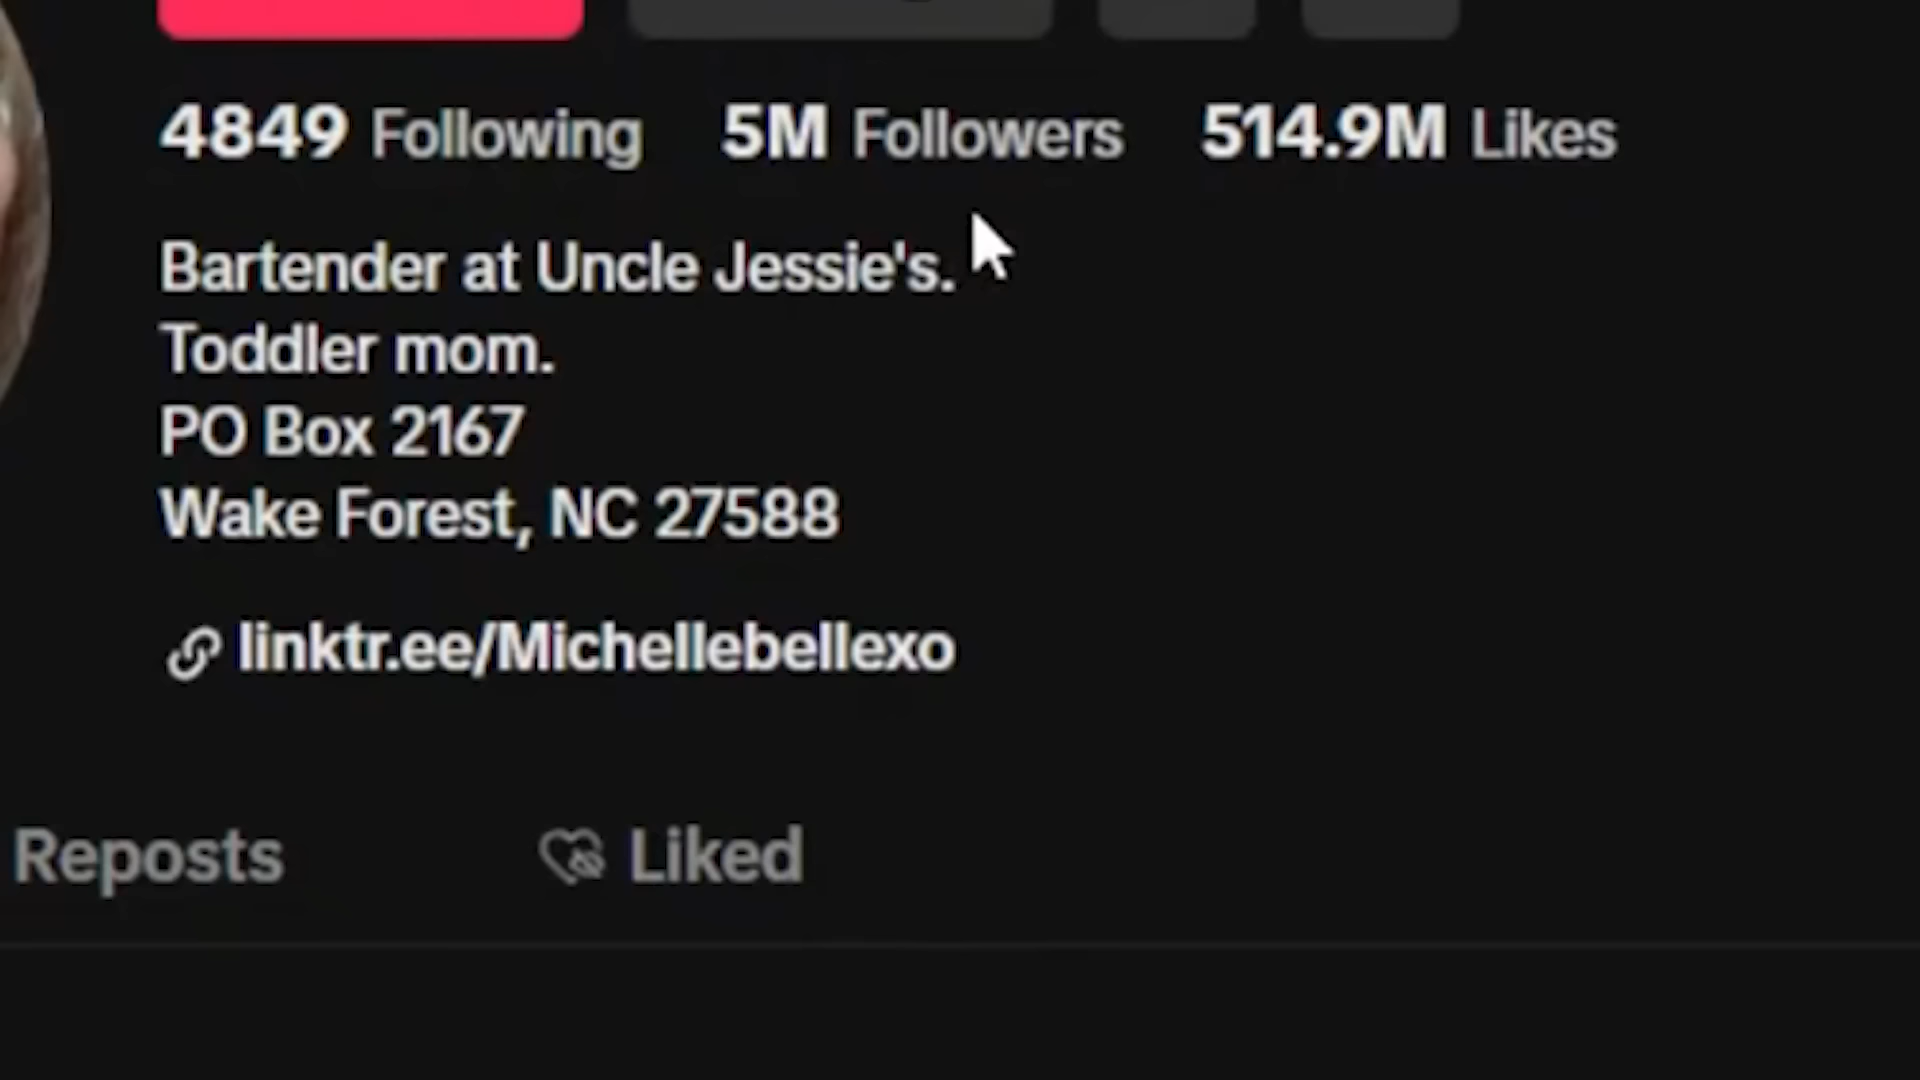 4849 Following 5M Followers 514.9M Likes
Bartender at Uncle Jessie's.
Toddler mom.
PO Box 2167
Wake Forest, NC 27588
linktr.ee/Michellebellexo
Reposts Liked